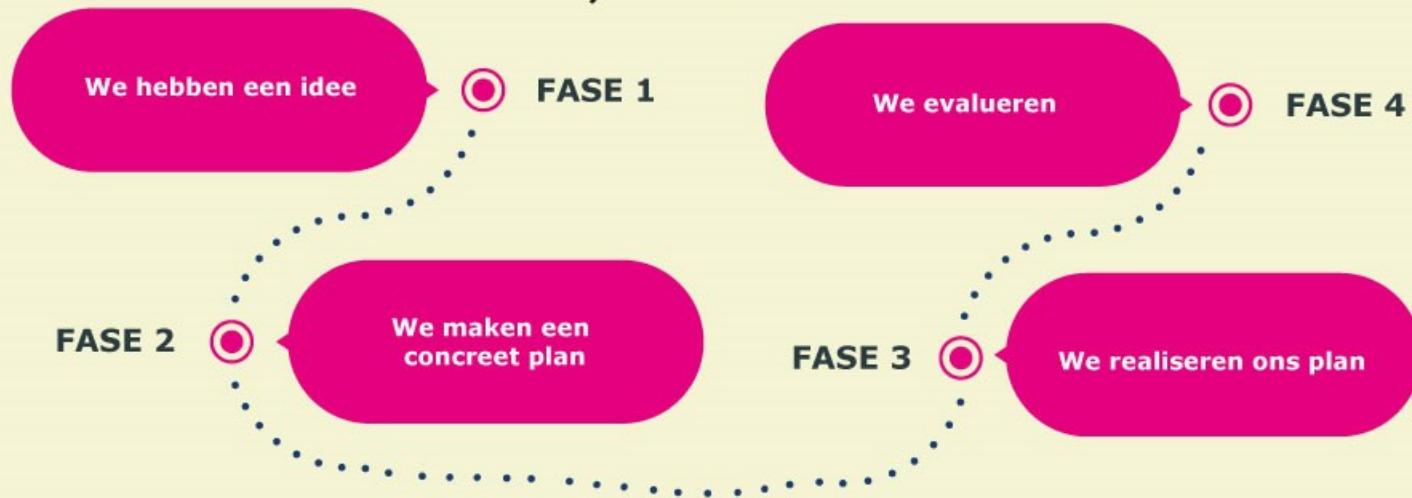 We hebben een idee
FASE 1
FASE 2
We maken een
concreet plan
FASE 3
We realiseren ons plan
We evalueren
FASE 4